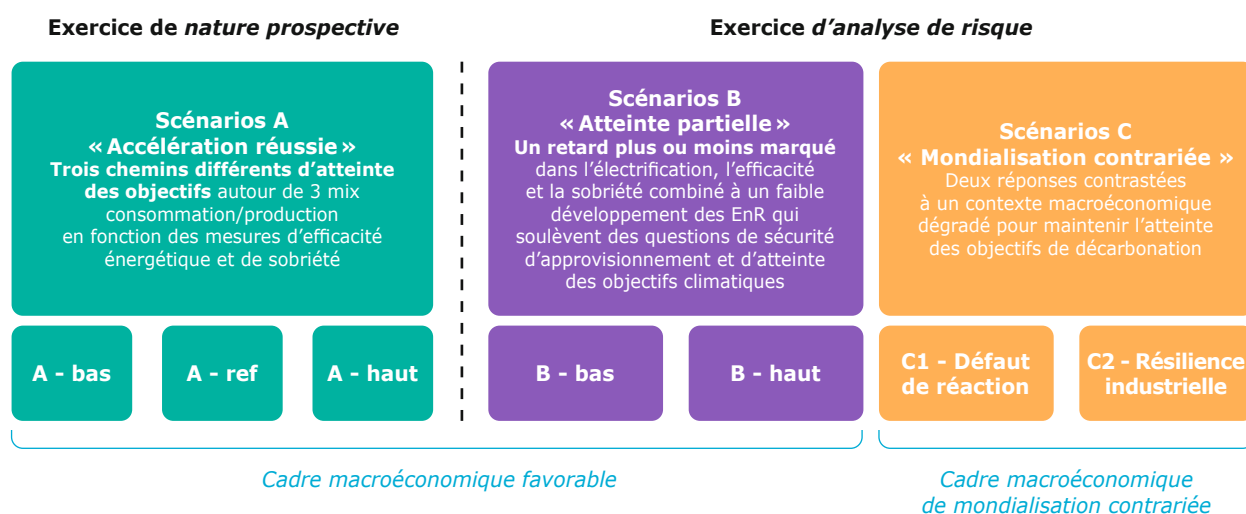 Exercice de nature prospective
Exercice d'analyse de risque
Scénarios A
« Accélération réussie »
Trois chemins différents d'atteinte
des objectifs autour de 3 mix
consommation/production
en fonction des mesures d'efficacité
énergétique et de sobriété
Scénarios B
« Atteinte partielle »
Un retard plus ou moins marqué
dans l'électrification, l'efficacité
et la sobriété combiné à un faible
développement des EnR qui
soulèvent des questions de sécurité
d'approvisionnement et d'atteinte
des objectifs climatiques
Scénarios C
« Mondialisation contrariée »
Deux réponses contrastées
à un contexte macroéconomique
dégradé pour maintenir l'atteinte
des objectifs de décarbonation
A - bas
A - ref
A - haut
B - bas
B - haut
C1 - Défaut
de réaction
C2 - Résilience
industrielle
Cadre macroéconomique favorable
Cadre macroéconomique
de mondialisation contrariée